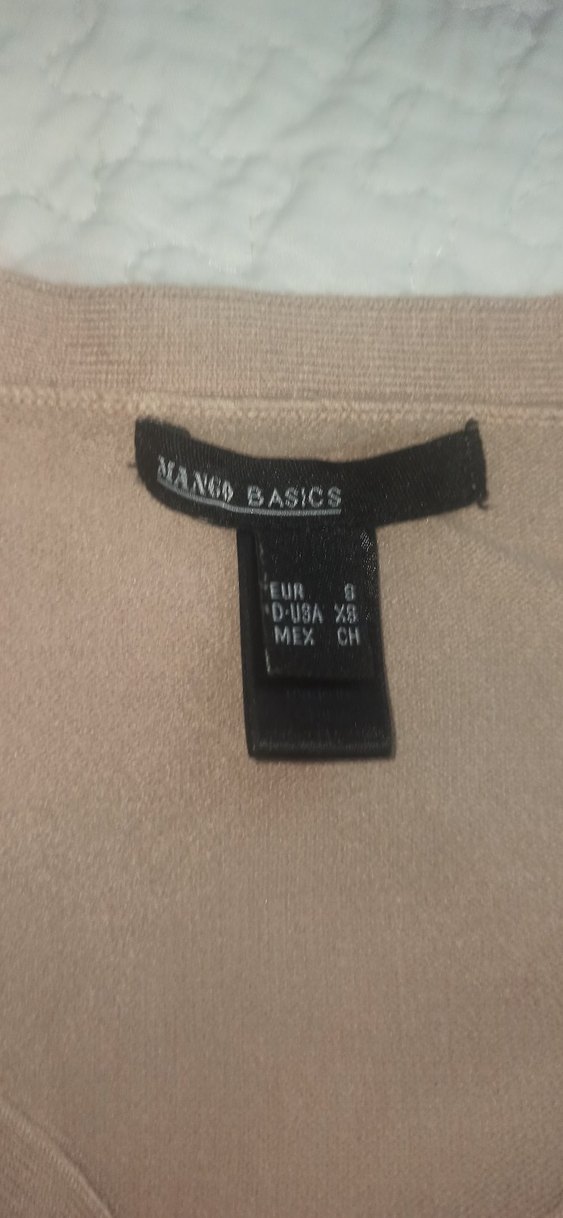 MANGO BASICS
EUR S
D-USA XS
MEX CH